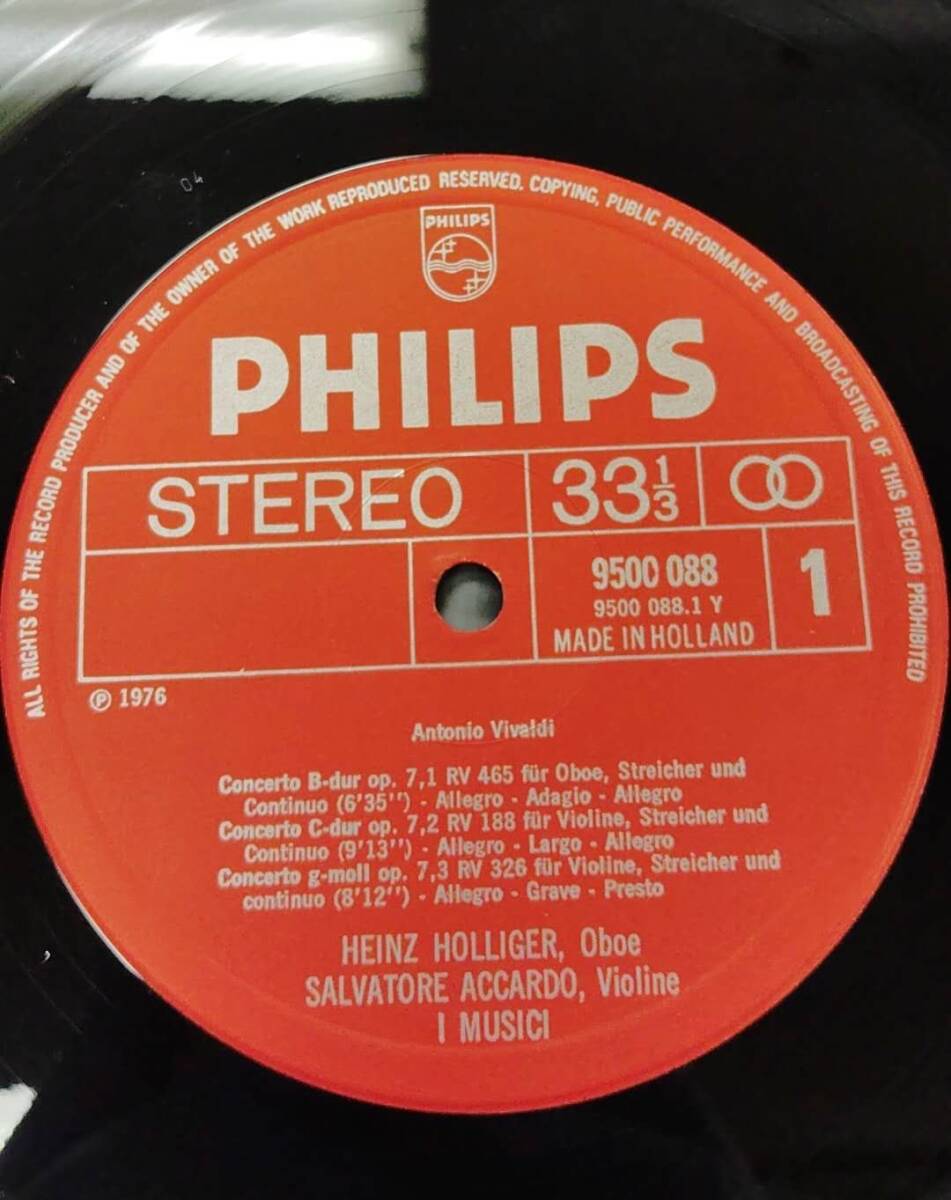 04
ALL RIGHTS OF THE RECORD PRODUCER AND OF THE OWNER OF THE WORK REPRODUCED RESERVED. COPYING, PUBLIC PERFORMANCE AND BROADCASTING OF THIS RECORD PROHIBITED
PHILIPS
PHILIPS
STEREO 33 1/3
9500 088
9500 088.1 Y
MADE IN HOLLAND
1
℗ 1976
Antonio Vivaldi
Concerto B-dur op. 7,1 RV 465 für Oboe, Streicher und
Continuo (6'35'') - Allegro - Adagio - Allegro
Concerto C-dur op. 7,2 RV 188 für Violine, Streicher und
Continuo (9'13'') - Allegro - Largo - Allegro
Concerto g-moll op. 7,3 RV 326 für Violine, Streicher und
continuo (8'12'') - Allegro - Grave - Presto
HEINZ HOLLIGER, Oboe
SALVATORE ACCARDO, Violine
I MUSICI